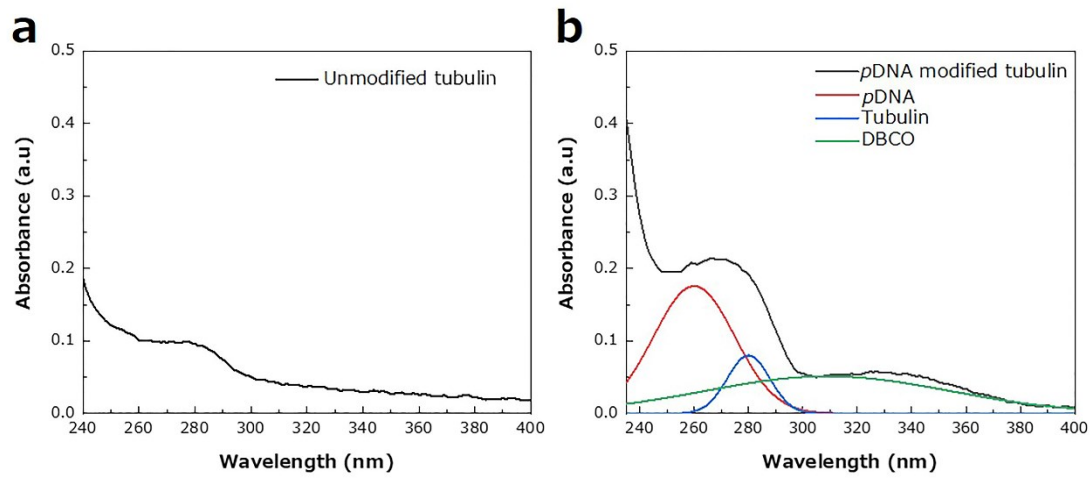 a
0.5
0.4
0.3
0.2
0.1
0.0
Absorbance (a.u)
Unmodified tubulin
240 260 280 300 320 340 360 380 400
Wavelength (nm)
b
0.5
0.4
0.3
0.2
0.1
0.0
Absorbance (a.u)
pDNA modified tubulin
pDNA
Tubulin
DBCO
240 260 280 300 320 340 360 380 400
Wavelength (nm)